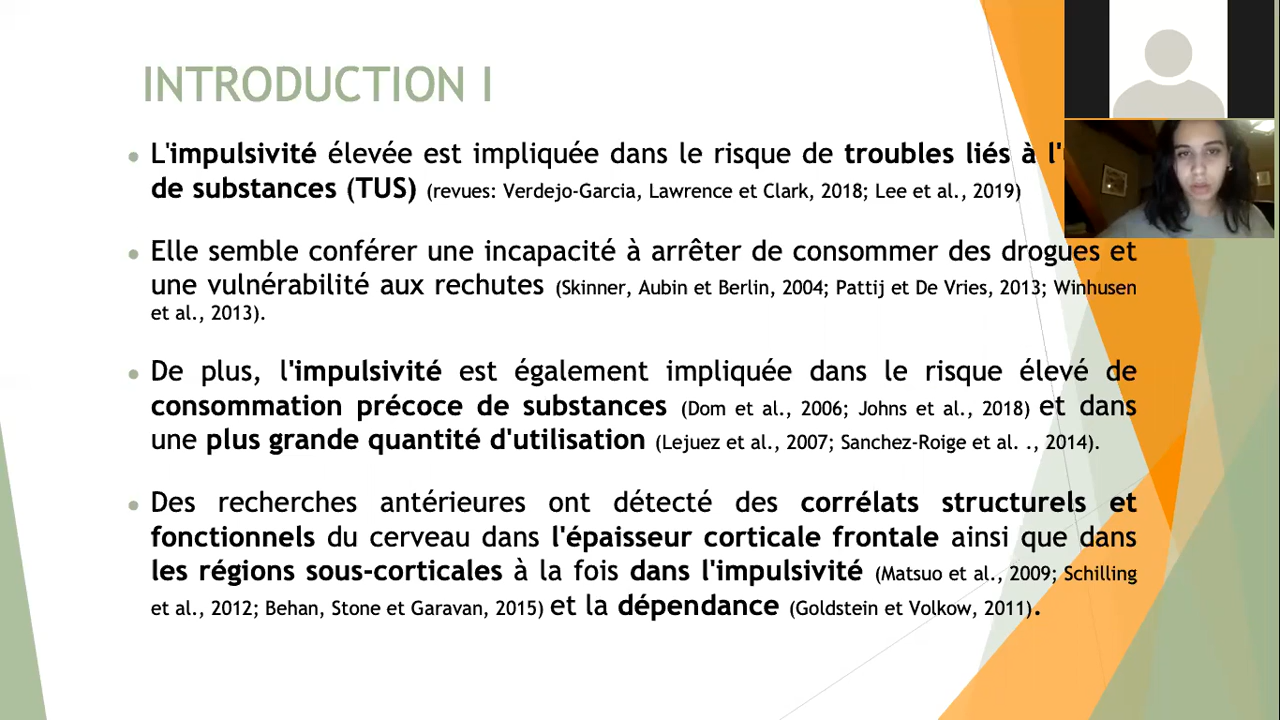 INTRODUCTION I
L'impulsivité élevée est impliquée dans le risque de troubles liés à
de substances (TUS) (revues: Verdejo-Garcia, Lawrence et Clark, 2018; Lee et al., 2019)
Elle semble conférer une incapacité à arrêter de consommer des drogues et
une vulnérabilité aux rechutes (Skinner, Aubin et Berlin, 2004; Pattij et De Vries, 2013; Winhusen
et al., 2013).
De plus, l'impulsivité est également impliquée dans le risque élevé de
consommation précoce de substances (Dom et al., 2006; Johns et al., 2018) et dans
une plus grande quantité d'utilisation (Lejuez et al., 2007; Sanchez-Roige et al. ., 2014).
Des recherches antérieures ont détecté des corrélats structurels et
fonctionnels du cerveau dans l'épaisseur corticale frontale ainsi que dans
les régions sous-corticales à la fois dans l'impulsivité (Matsuo et al., 2009; Schilling
et al., 2012; Behan, Stone et Garavan, 2015) et la dépendance (Goldstein et Volkow, 2011).